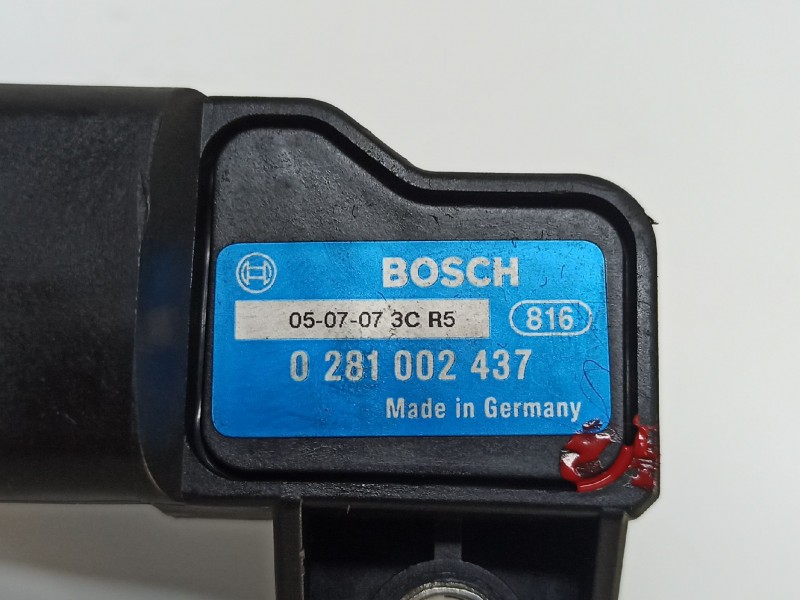 BOSCH
05-07-07 3C R5
816
0 281 002 437
Made in Germany